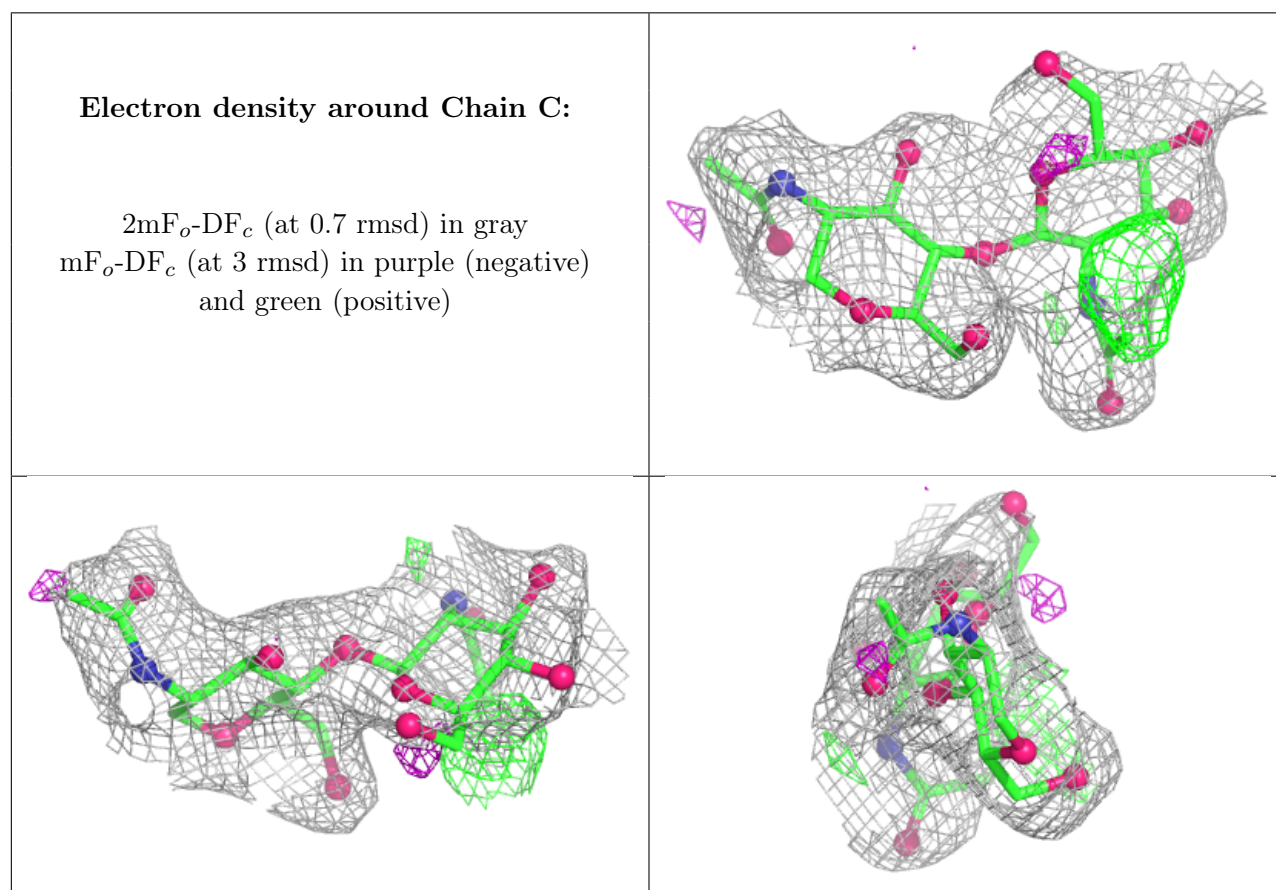 Electron density around Chain C:
2mFo-DFc (at 0.7 rmsd) in gray
mFo-DFc (at 3 rmsd) in purple (negative)
and green (positive)